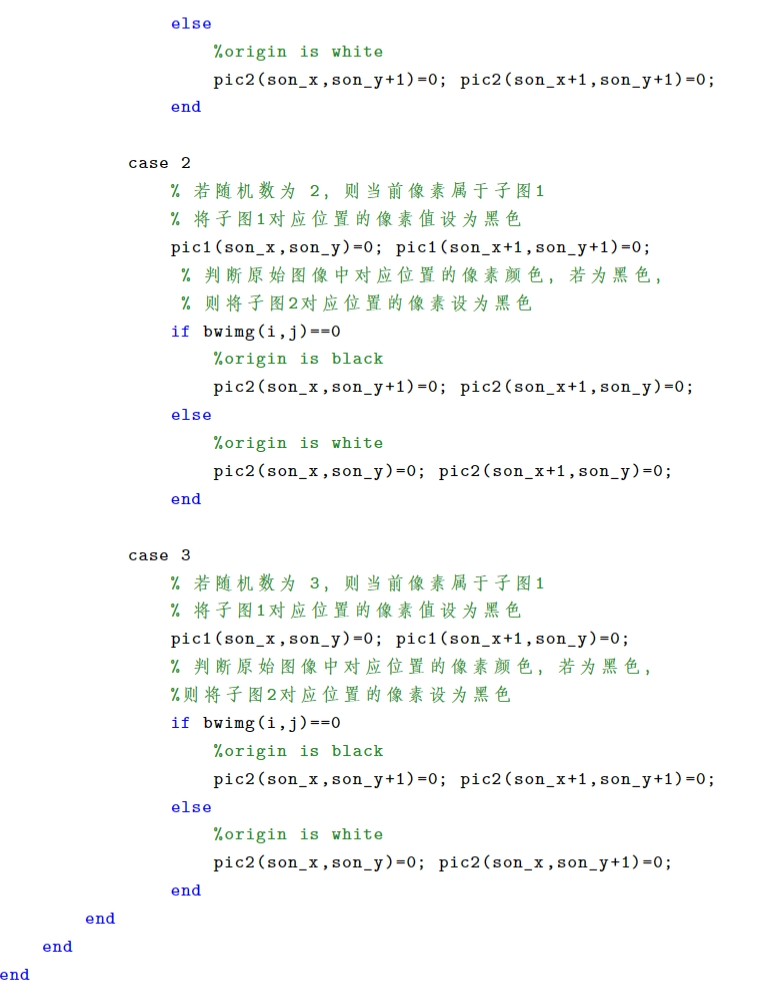 else
%origin is white
pic2(son_x,son_y+1)=0; pic2(son_x+1,son_y+1)=0;
end
case 2
% 若随机数为 2, 则当前像素属于子图1
% 将子图1对应位置的像素值设为黑色
pic1(son_x,son_y)=0; pic1(son_x+1,son_y+1)=0;
% 判断原始图像中对应位置的像素颜色, 若为黑色,
% 则将子图2对应位置的像素设为黑色
if bwimg(i,j)==0
%origin is black
pic2(son_x,son_y+1)=0; pic2(son_x+1,son_y)=0;
else
%origin is white
pic2(son_x,son_y)=0; pic2(son_x+1,son_y)=0;
end
case 3
% 若随机数为 3, 则当前像素属于子图1
% 将子图1对应位置的像素值设为黑色
pic1(son_x,son_y)=0; pic1(son_x+1,son_y)=0;
% 判断原始图像中对应位置的像素颜色, 若为黑色,
%则将子图2对应位置的像素设为黑色
if bwimg(i,j)==0
%origin is black
pic2(son_x,son_y+1)=0; pic2(son_x+1,son_y+1)=0;
else
%origin is white
pic2(son_x,son_y)=0; pic2(son_x,son_y+1)=0;
end
end
end
end